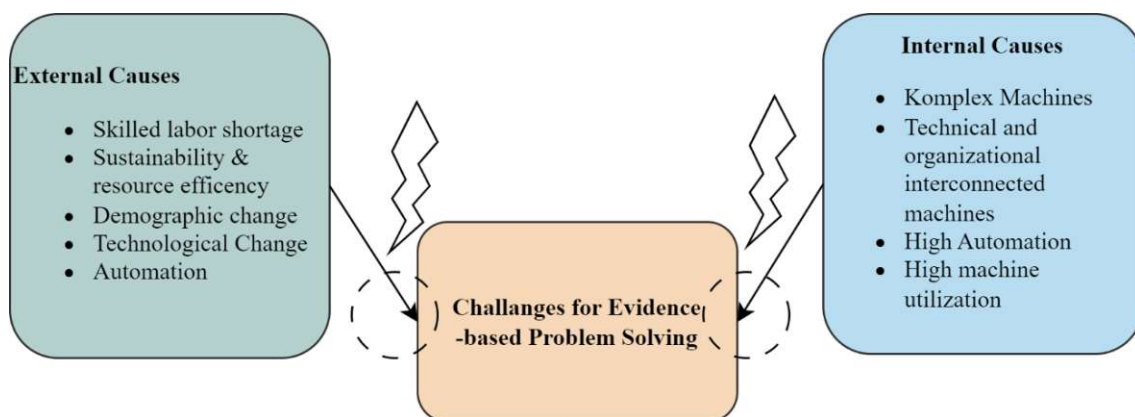 External Causes
• Skilled labor shortage
• Sustainability &
resource efficency
• Demographic change
• Technological Change
• Automation
Internal Causes
• Komplex Machines
• Technical and
organizational
interconnected
machines
• High Automation
• High machine
utilization
Challanges for Evidence
-based Problem Solving